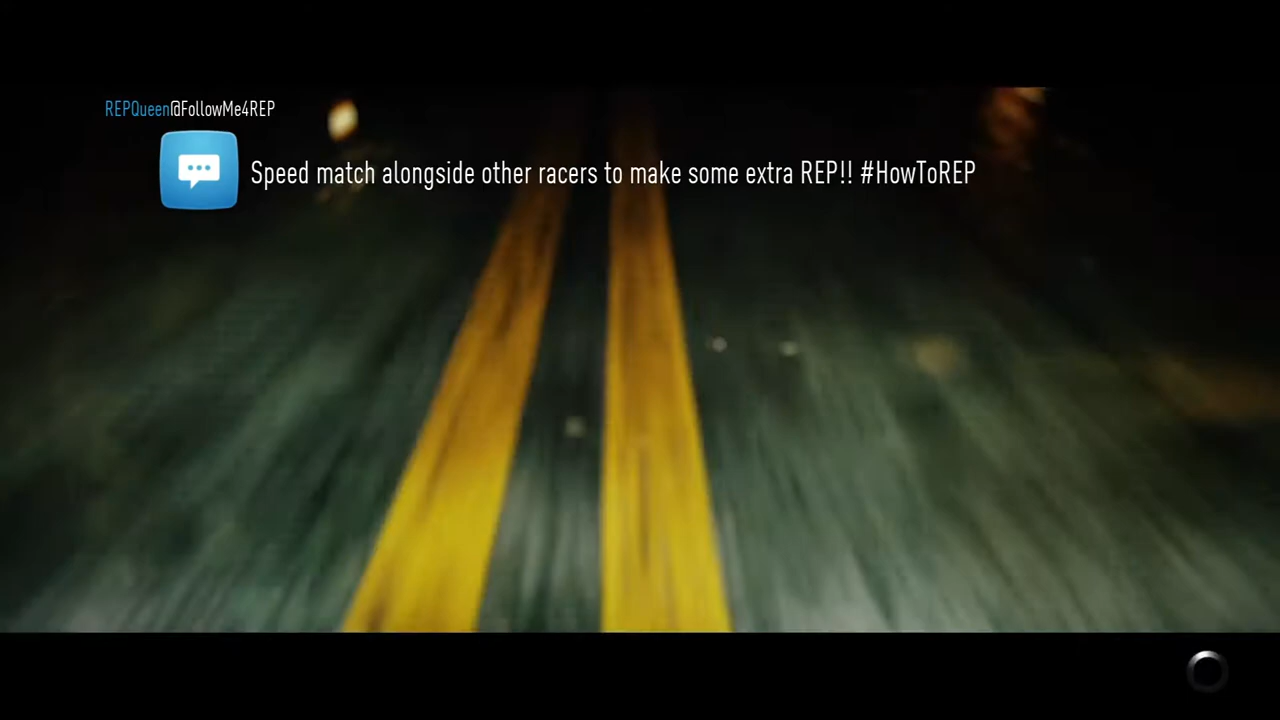 REPQueen@FollowMe4REP
Speed match alongside other racers to make some extra REP!! #HowToREP